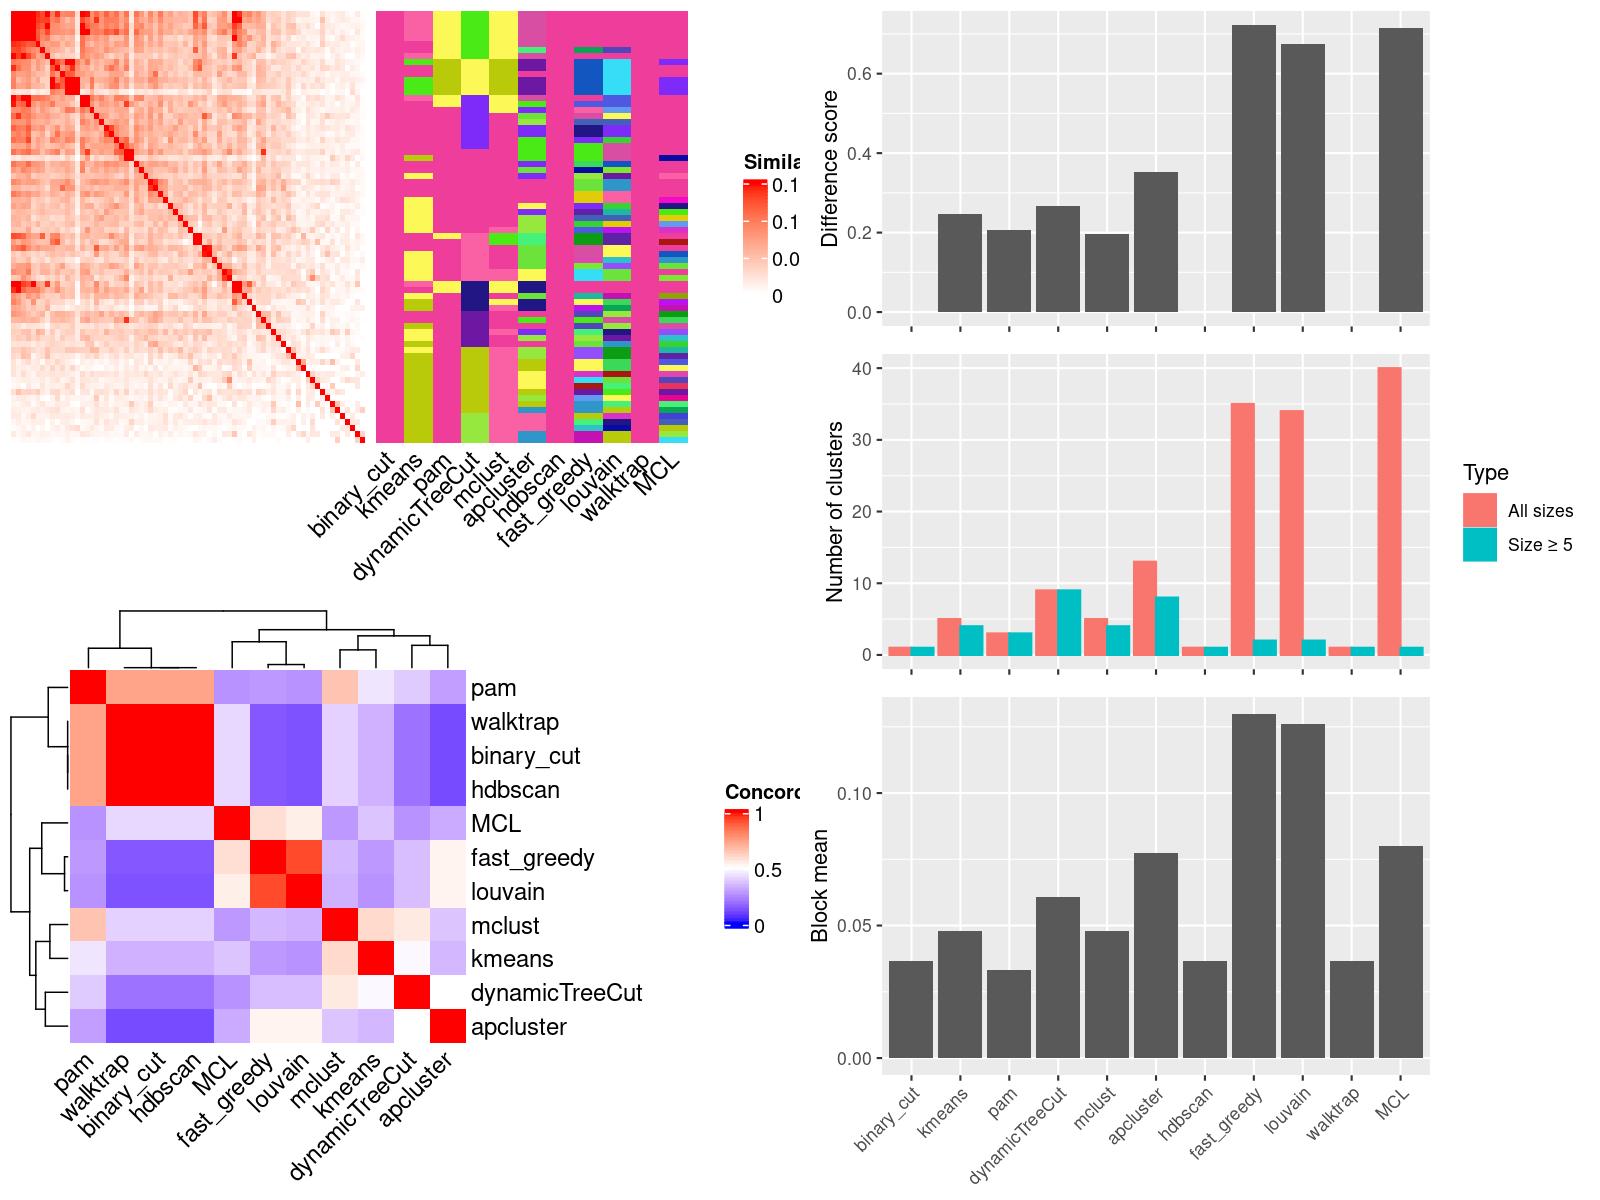 Simila
0.1
0.1
0.0
0
binary_cut
kmeans
pam
dynamicTreeCut
mclust
apcluster
hdbscan
fast_greedy
louvain
walktrap
MCL
pam
walktrap
binary_cut
hdbscan
MCL
fast_greedy
louvain
mclust
kmeans
dynamicTreeCut
apcluster
pam
walktrap
binary_cut
hdbscan
MCL
fast_greedy
louvain
mclust
kmeans
dynamicTreeCut
apcluster
Concord
1
0.5
0
Difference score
0.6
0.4
0.2
0.0
Number of clusters
40
30
20
10
0
Type
All sizes
Size ≥ 5
Block mean
0.10
0.05
0.00
binary_cut
kmeans
pam
dynamicTreeCut
mclust
apcluster
hdbscan
fast_greedy
louvain
walktrap
MCL